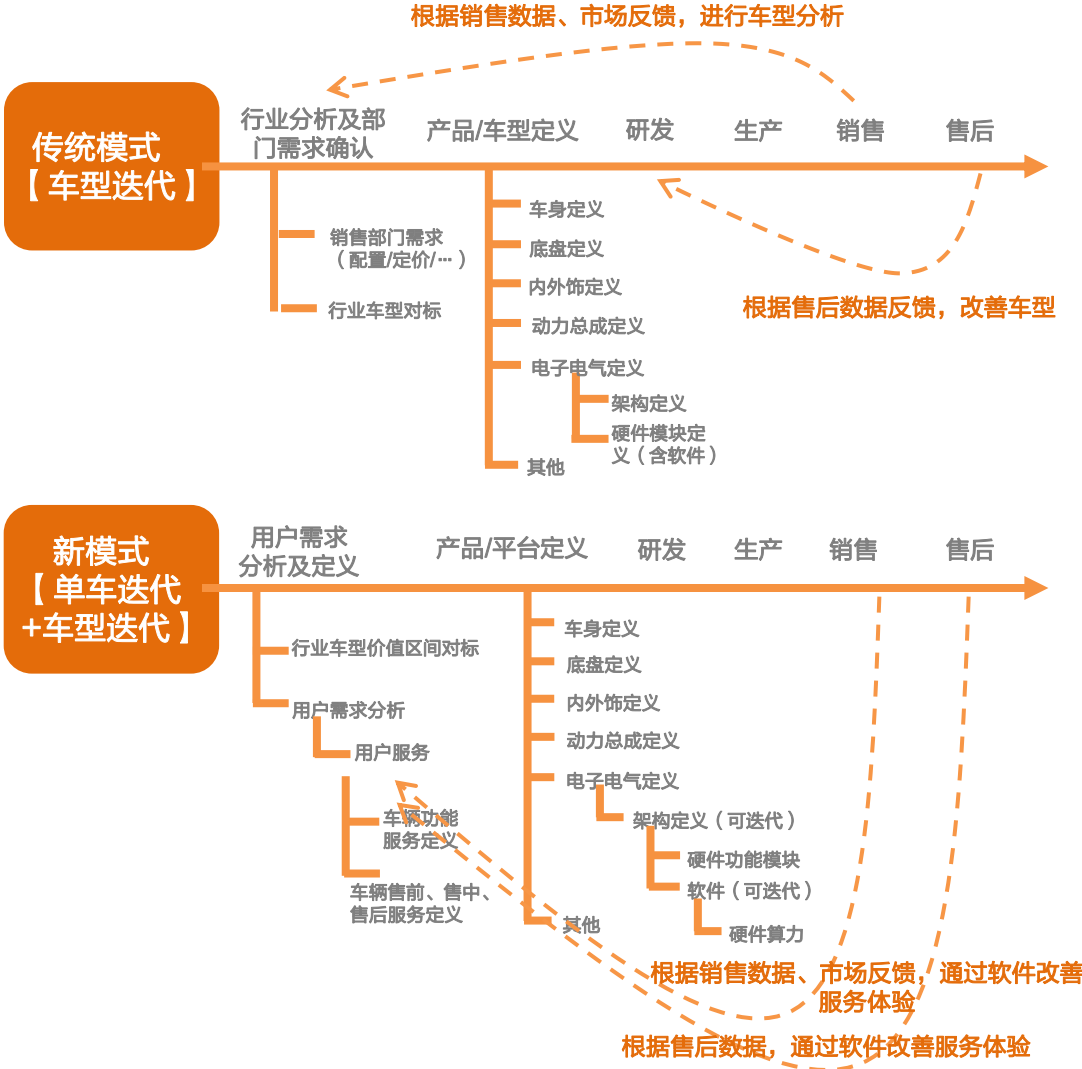 根据销售数据、市场反馈，进行车型分析
传统模式
【 车型迭代 】
行业分析及部
门需求确认
产品/车型定义
研发
生产
销售
售后
销售部门需求
（配置/定价/…）
行业车型对标
车身定义
底盘定义
内外饰定义
动力总成定义
电子电气定义
架构定义
硬件模块定
义（含软件）
其他
根据售后数据反馈，改善车型
新模式
【 单车迭代
+车型迭代 】
用户需求
分析及定义
产品/平台定义
研发
生产
销售
售后
行业车型价值区间对标
用户需求分析
用户服务
车辆功能
服务定义
车辆售前、售中、
售后服务定义
车身定义
底盘定义
内外饰定义
动力总成定义
电子电气定义
架构定义（可迭代）
硬件功能模块
软件（可迭代）
硬件算力
其他
根据销售数据、市场反馈，通过软件改善
服务体验
根据售后数据，通过软件改善服务体验